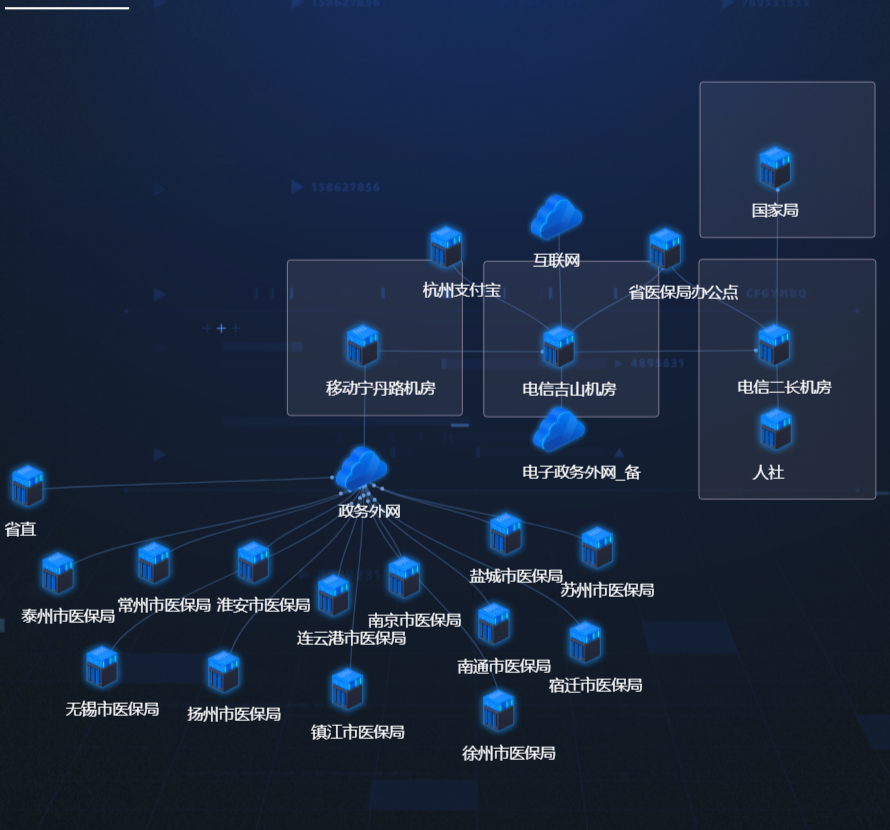 158627856
国家局
互联网
杭州支付宝
省医保局办公点
移动宁丹路机房
电信吉山机房
4895631
电信二长机房
电子政务外网_备
人社
政务外网
省直
盐城市医保局
苏州市医保局
泰州市医保局
常州市医保局
淮安市医保局
南京市医保局
连云港市医保局
南通市医保局
宿迁市医保局
无锡市医保局
扬州市医保局
镇江市医保局
徐州市医保局